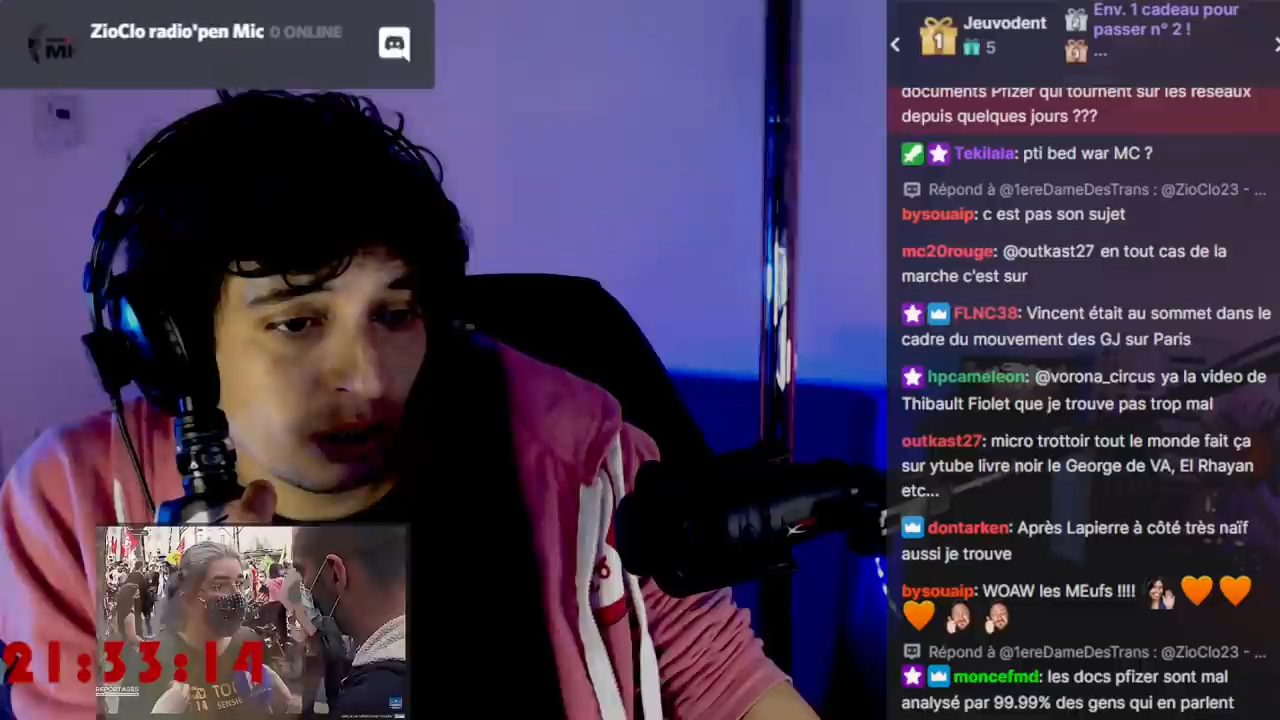 ZioClo radio'pen Mic 0 ONLINE
MI
1
Jeuvodent
5
Env. 1 cadeau pour
passer n° 2 !
...
documents Pfizer qui tournent sur les réseaux
depuis quelques jours ???
Tekilala: pti bed war MC ?
Répond à @1ereDameDesTrans : @ZioClo23 - ...
bysouaip: c est pas son sujet
mc20rouge: @outkast27 en tout cas de la
marche c'est sur
FLNC38: Vincent était au sommet dans le
cadre du mouvement des GJ sur Paris
hpcameleon: @vorona_circus ya la video de
Thibault Fiolet que je trouve pas trop mal
outkast27: micro trottoir tout le monde fait ça
sur ytube livre noir le George de VA, El Rhayan
etc...
dontarken: Après Lapierre à côté très naïf
aussi je trouve
bysouaip: WOAW les MEufs !!!!
Répond à @1ereDameDesTrans : @ZioClo23 - ...
moncefmd: les docs pfizer sont mal
analysé par 99.99% des gens qui en parlent
21:33:14
REPORTAGES